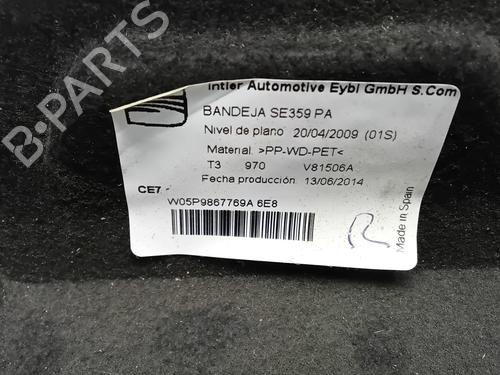 B-PARTS
Intier Automotive Eybl GmbH S.Com
BANDEJA SE359 PA
Nivel de plano 20/04/2009 (01S)
Material: >PP-WD-PET<
T3 970 V81506A
Fecha producción: 13/06/2014
CE7
W05P9867769A 6E8
R
Made in Spain